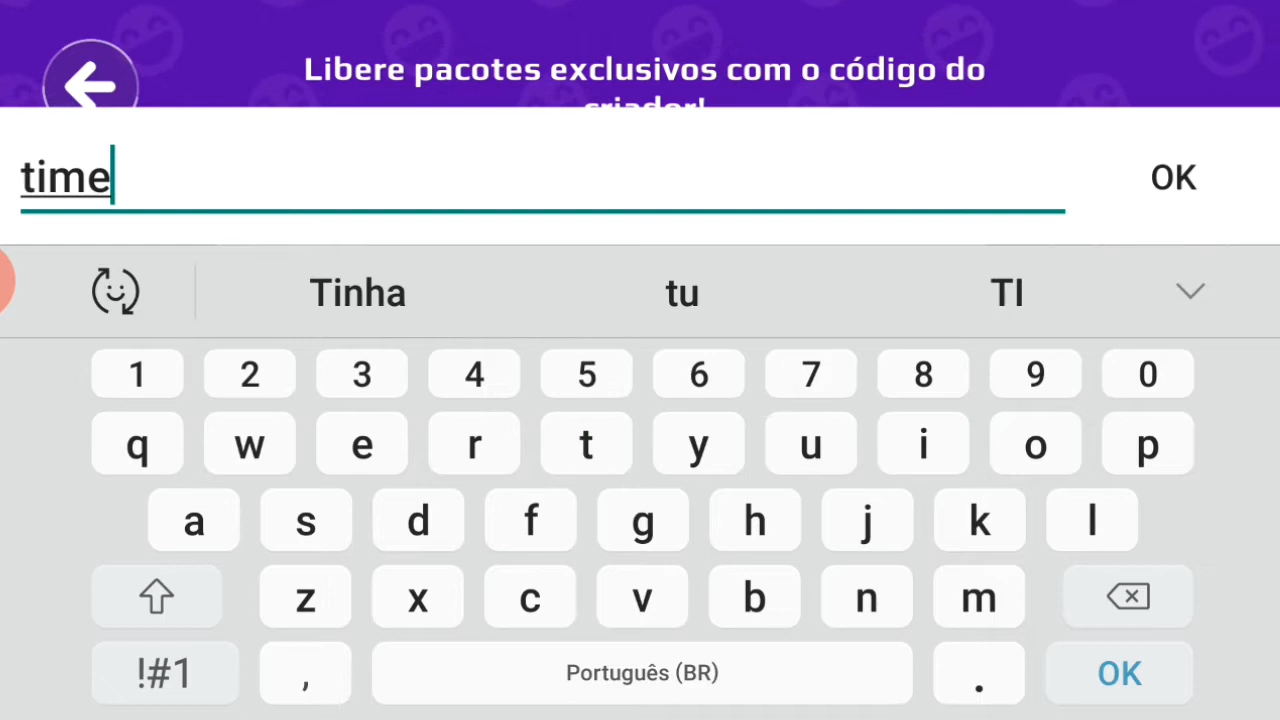 Libere pacotes exclusivos com o código do
criador!
time
OK
Tinha tu TI
1 2 3 4 5 6 7 8 9 0
q w e r t y u i o p
a s d f g h j k l
z x c v b n m
!#1 , Português (BR) . OK